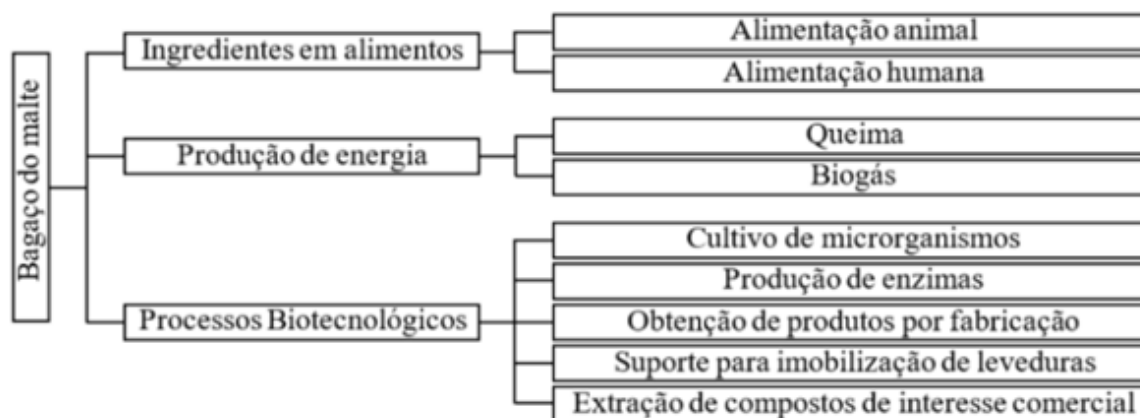 Bagaço do malte
Ingredientes em alimentos
Alimentação animal
Alimentação humana
Produção de energia
Queima
Biogás
Processos Biotecnológicos
Cultivo de microrganismos
Produção de enzimas
Obtenção de produtos por fabricação
Suporte para imobilização de leveduras
Extração de compostos de interesse comercial